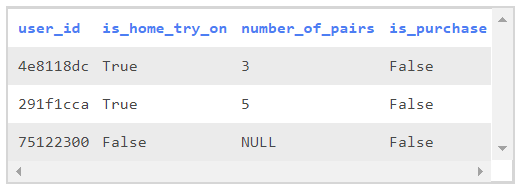 user_id is_home_try_on number_of_pairs is_purchase
4e8118dc True 3 False
291f1cca True 5 False
75122300 False NULL False